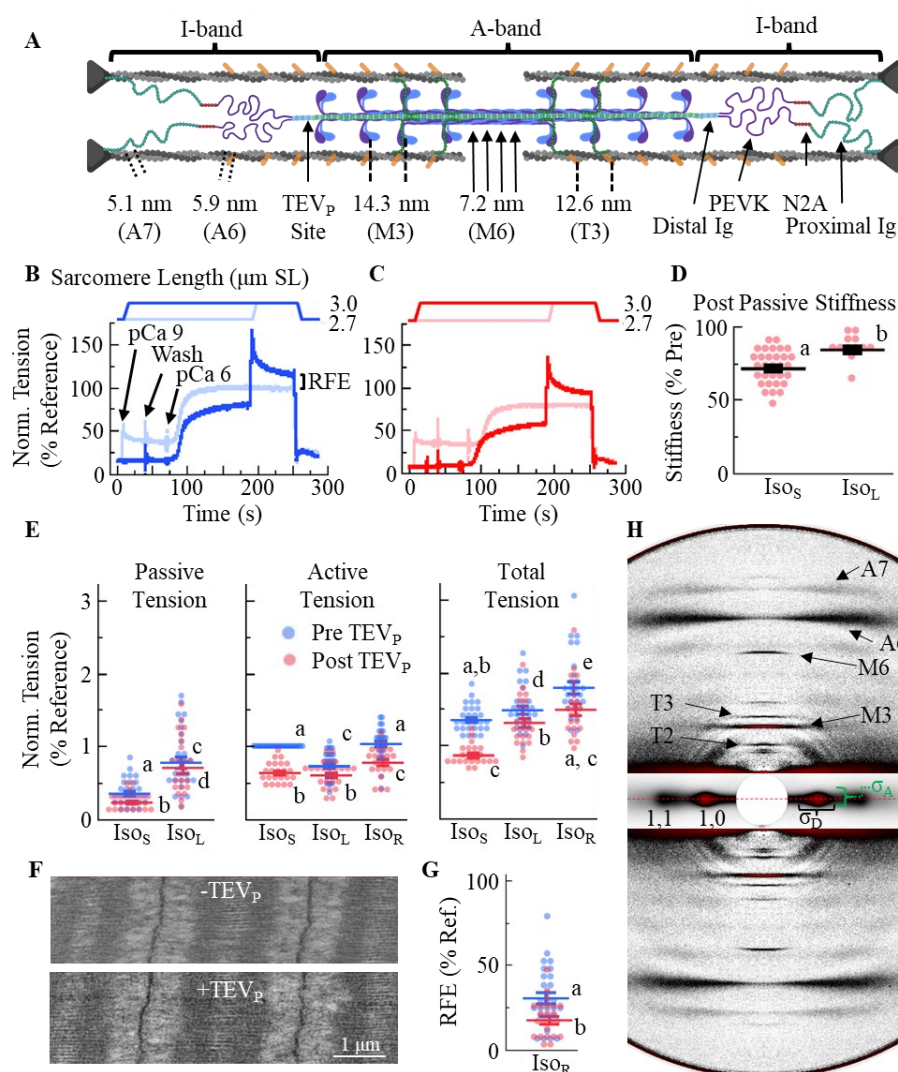 A
I-band
A-band
I-band
5.1 nm
(A7)
5.9 nm
(A6)
TEVP
Site
14.3 nm
(M3)
7.2 nm
(M6)
12.6 nm
(T3)
Distal Ig
PEVK
N2A
Proximal Ig
B
Sarcomere Length (µm SL)
3.0
2.7
pCa 9
Wash
pCa 6
RFE
Norm. Tension
(% Reference)
150
100
50
0
0
100
200
300
Time (s)
C
3.0
2.7
150
100
50
0
0
100
200
300
Time (s)
D
Post Passive Stiffness
Stiffness (% Pre)
100
50
0
a
b
IsoS
IsoL
E
Passive
Tension
Active
Tension
Total
Tension
Pre TEVP
Post TEVP
Norm. Tension
(% Reference)
3
2
1
0
a
b
c
d
IsoS
IsoL
a
b
c
b
a
c
IsoS
IsoL
IsoR
a,b
c
d
b
e
a, c
IsoS
IsoL
IsoR
F
-TEVP
+TEVP
1 µm
G
RFE (% Ref.)
100
50
0
a
b
IsoR
H
A7
A6
M6
T3
M3
T2
σA
1,1
1,0
σD